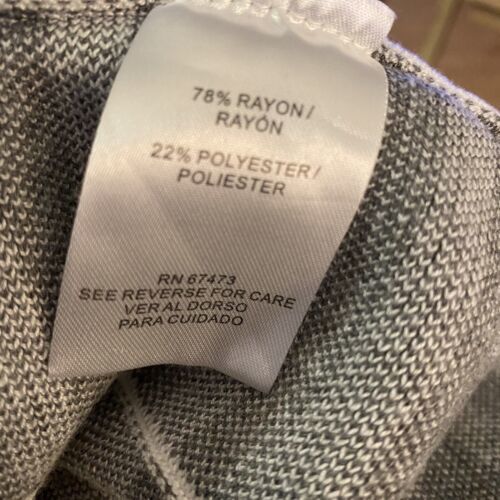 78% RAYON/
RAYÓN
22% POLYESTER/
POLIESTER
RN 67473
SEE REVERSE FOR CARE
VER AL DORSO
PARA CUIDADO